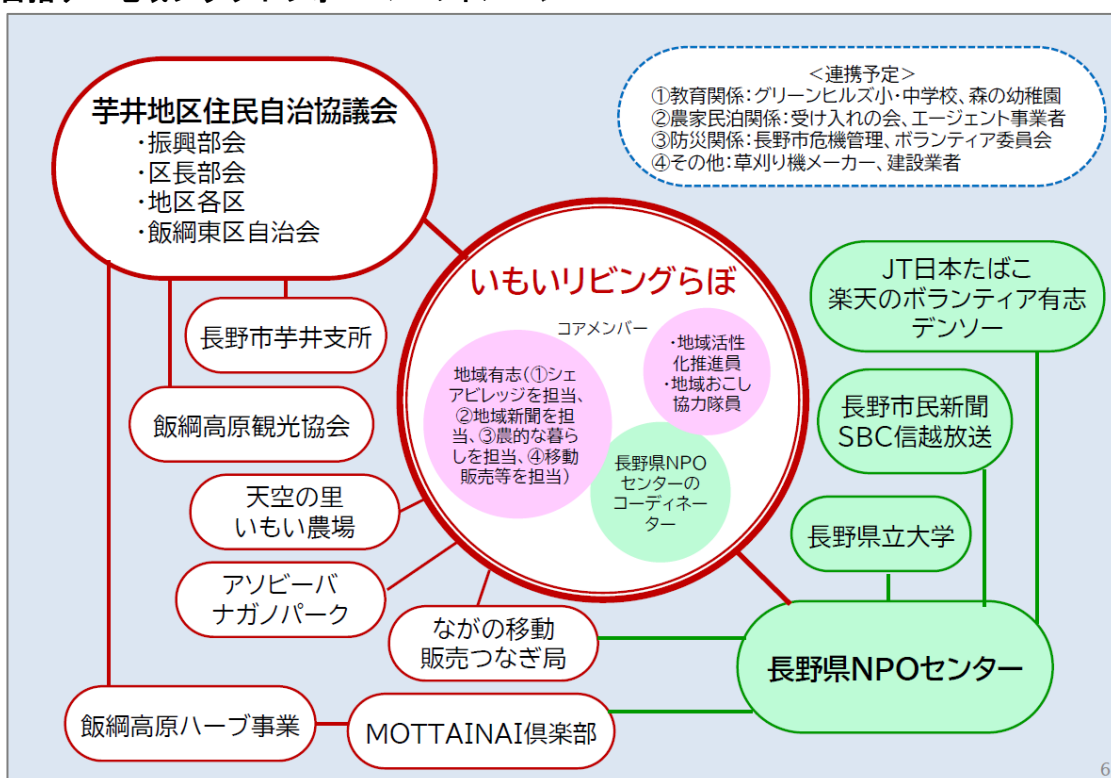 芋井地区住民自治協議会
・振興部会
・区長部会
・地区各区
・飯綱東区自治会
<連携予定>
①教育関係：グリーンヒルズ小・中学校、森の幼稚園
②農家民泊関係：受け入れの会、エージェント事業者
③防災関係：長野市危機管理、ボランティア委員会
④その他：草刈り機メーカー、建設業者
いもいリビングらぼ
コアメンバー
地域有志(①シェ
アビレッジを担当、
②地域新聞を担
当、③農的な暮ら
しを担当、④移動
販売等を担当)
・地域活性
化推進員
・地域おこし
協力隊員
長野県NPO
センターの
コーディネー
ター
長野市芋井支所
飯綱高原観光協会
天空の里
いもい農場
アソビーバ
ナガノパーク
ながの移動
販売つなぎ局
飯綱高原ハーブ事業
MOTTAINAI倶楽部
JT日本たばこ
楽天のボランティア有志
デンソー
長野市民新聞
SBC信越放送
長野県立大学
長野県NPOセンター
6